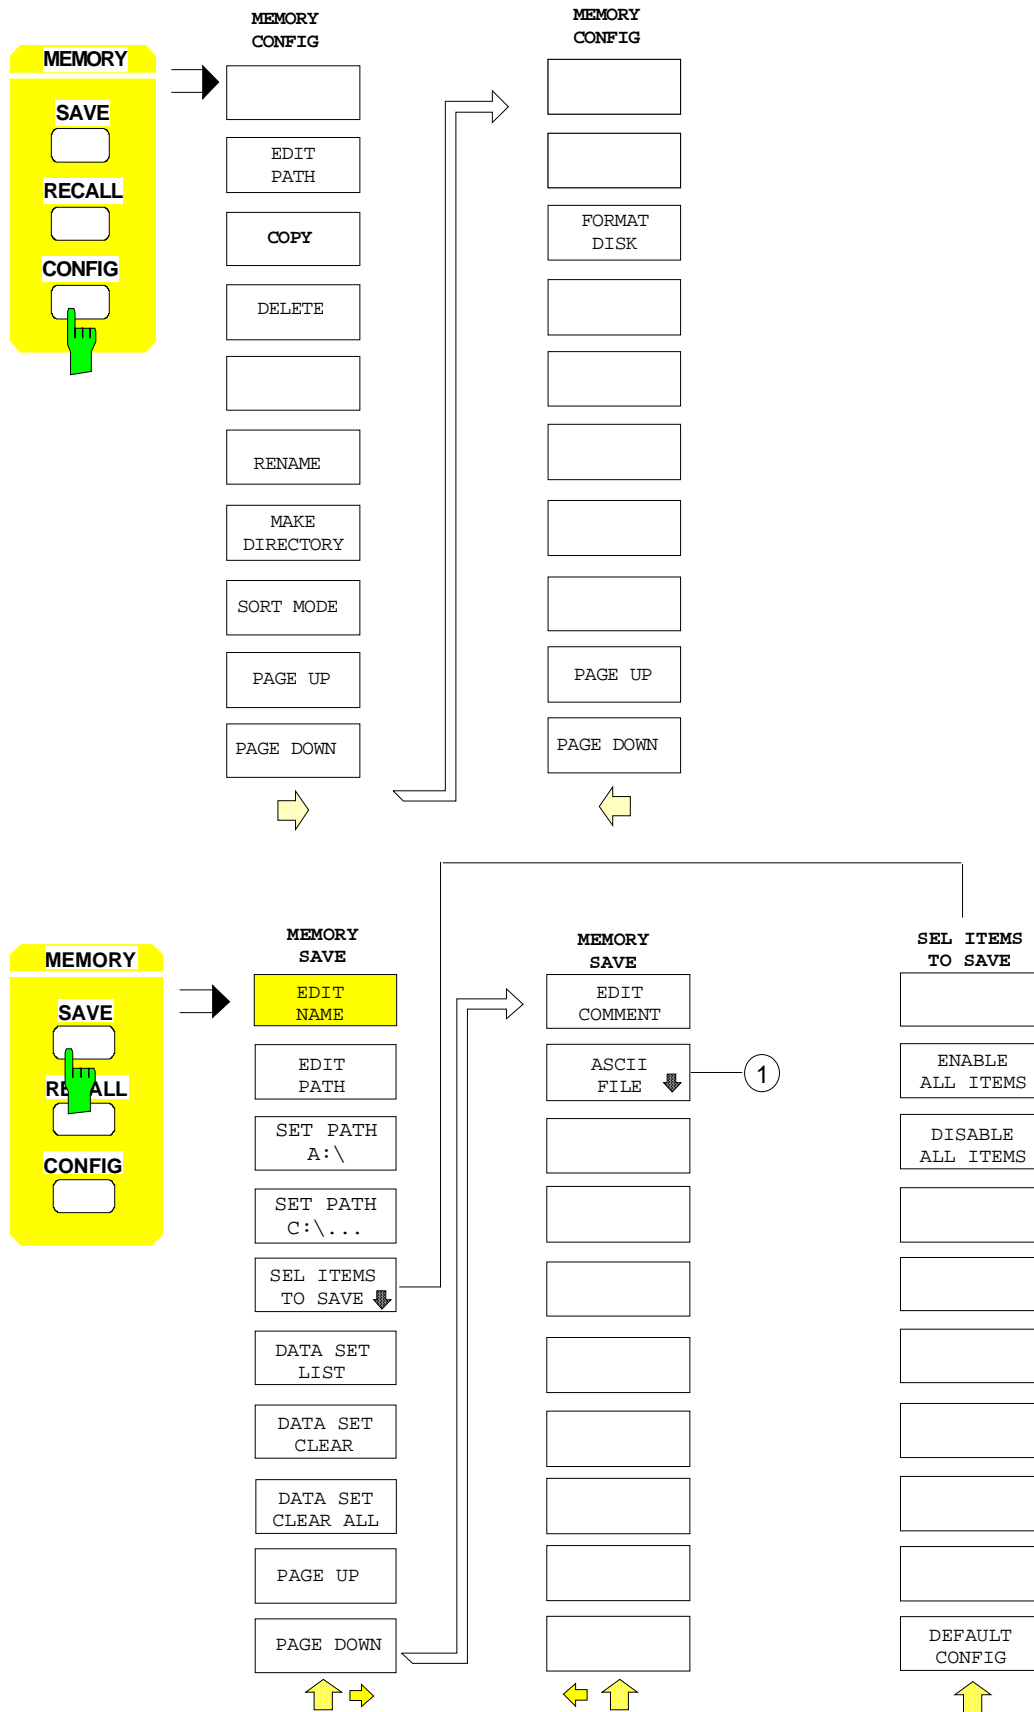 MEMORY
SAVE
RECALL
CONFIG
MEMORY
CONFIG
EDIT
PATH
COPY
DELETE
RENAME
MAKE
DIRECTORY
SORT MODE
PAGE UP
PAGE DOWN
MEMORY
CONFIG
FORMAT
DISK
PAGE UP
PAGE DOWN
MEMORY
SAVE
RE ALL
CONFIG
MEMORY
SAVE
EDIT
NAME
EDIT
PATH
SET PATH
A:\
SET PATH
C:\...
SEL ITEMS
TO SAVE
DATA SET
LIST
DATA SET
CLEAR
DATA SET
CLEAR ALL
PAGE UP
PAGE DOWN
MEMORY
SAVE
EDIT
COMMENT
ASCII
FILE
1
SEL ITEMS
TO SAVE
ENABLE
ALL ITEMS
DISABLE
ALL ITEMS
DEFAULT
CONFIG